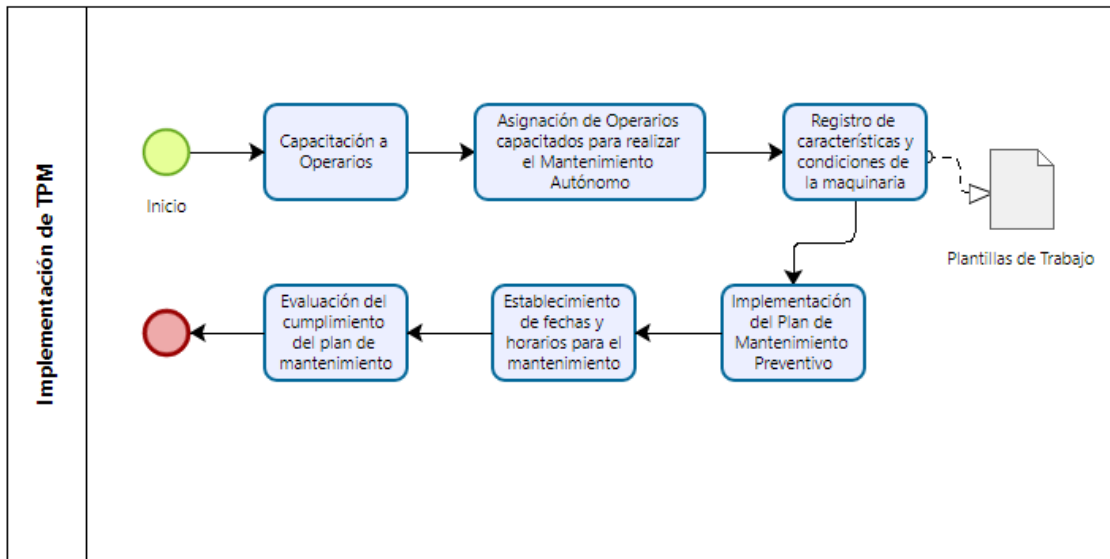 Implementación de TPM
Inicio
Capacitación a
Operarios
Asignación de Operarios
capacitados para realizar
el Mantenimiento
Autónomo
Registro de
características y
condiciones de
la maquinaria
Plantillas de Trabajo
Implementación
del Plan de
Mantenimiento
Preventivo
Establecimiento
de fechas y
horarios para el
mantenimiento
Evaluación del
cumplimiento
del plan de
mantenimiento